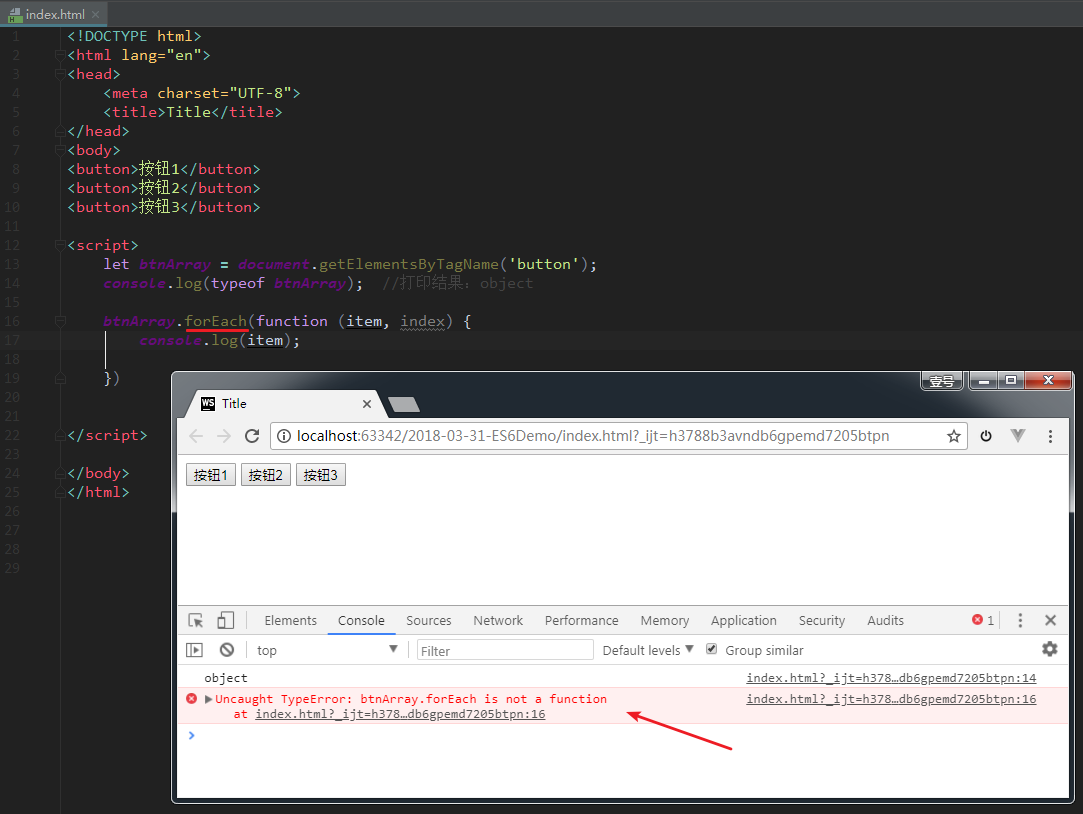 index.html
1 <!DOCTYPE html>
2 <html lang="en">
3 <head>
4 <meta charset="UTF-8">
5 <title>Title</title>
6 </head>
7 <body>
8 <button>按钮1</button>
9 <button>按钮2</button>
10 <button>按钮3</button>
11
12 <script>
13 let btnArray = document.getElementsByTagName('button');
14 console.log(typeof btnArray); //打印结果：object
15
16 btnArray.forEach(function (item, index) {
17 console.log(item);
18
19 })
20
21
22 </script>
23
24 </body>
25 </html>
26
27
28
29
壹号
WS Title
localhost:63342/2018-03-31-ES6Demo/index.html?_ijt=h3788b3avndb6gpemd7205btpn
按钮1 按钮2 按钮3
Elements Console Sources Network Performance Memory Application Security Audits 1
top Filter Default levels Group similar
object index.html?_ijt=h378…db6gpemd7205btpn:14
Uncaught TypeError: btnArray.forEach is not a function index.html?_ijt=h378…db6gpemd7205btpn:16
at index.html?_ijt=h378…db6gpemd7205btpn:16